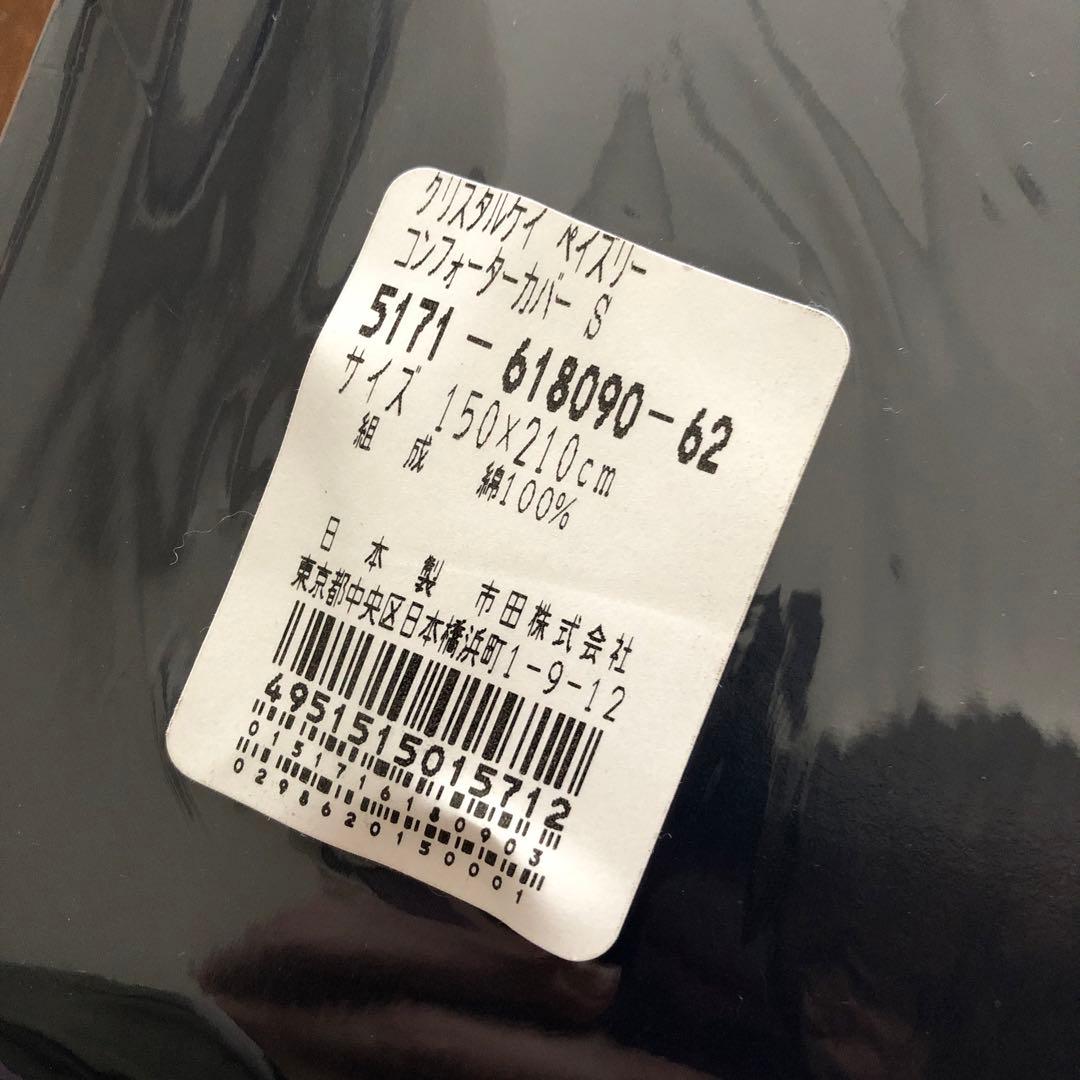 クリスタルケイ ペイズリー
コンフォーターカバー S
5171-618090-62
サイズ 150×210cm
組成 綿100%
日本製 市田株式会社
東京都中央区日本橋浜町1-9-12
4951515015712
0151716180903
0298620150001